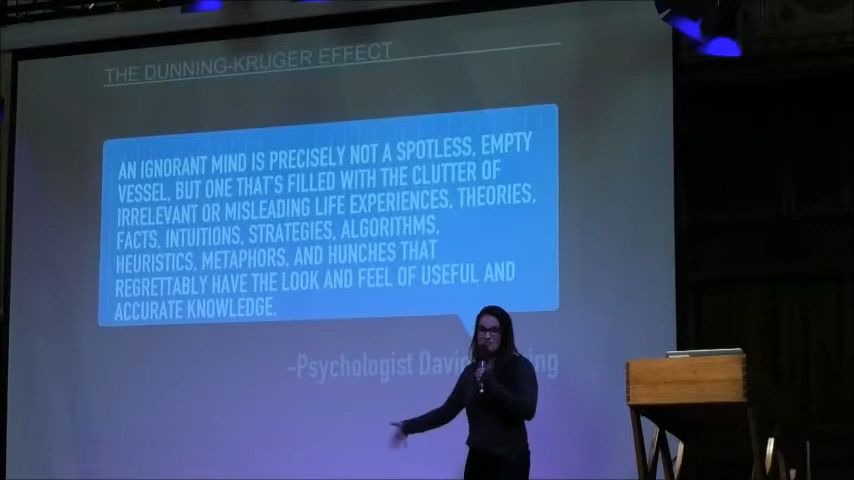 THE DUNNING-KRUGER EFFECT
AN IGNORANT MIND IS PRECISELY NOT A SPOTLESS, EMPTY
VESSEL, BUT ONE THAT'S FILLED WITH THE CLUTTER OF
IRRELEVANT OR MISLEADING LIFE EXPERIENCES, THEORIES,
FACTS, INTUITIONS, STRATEGIES, ALGORITHMS,
HEURISTICS, METAPHORS, AND HUNCHES THAT
REGRETTABLY HAVE THE LOOK AND FEEL OF USEFUL AND
ACCURATE KNOWLEDGE.
-Psychologist